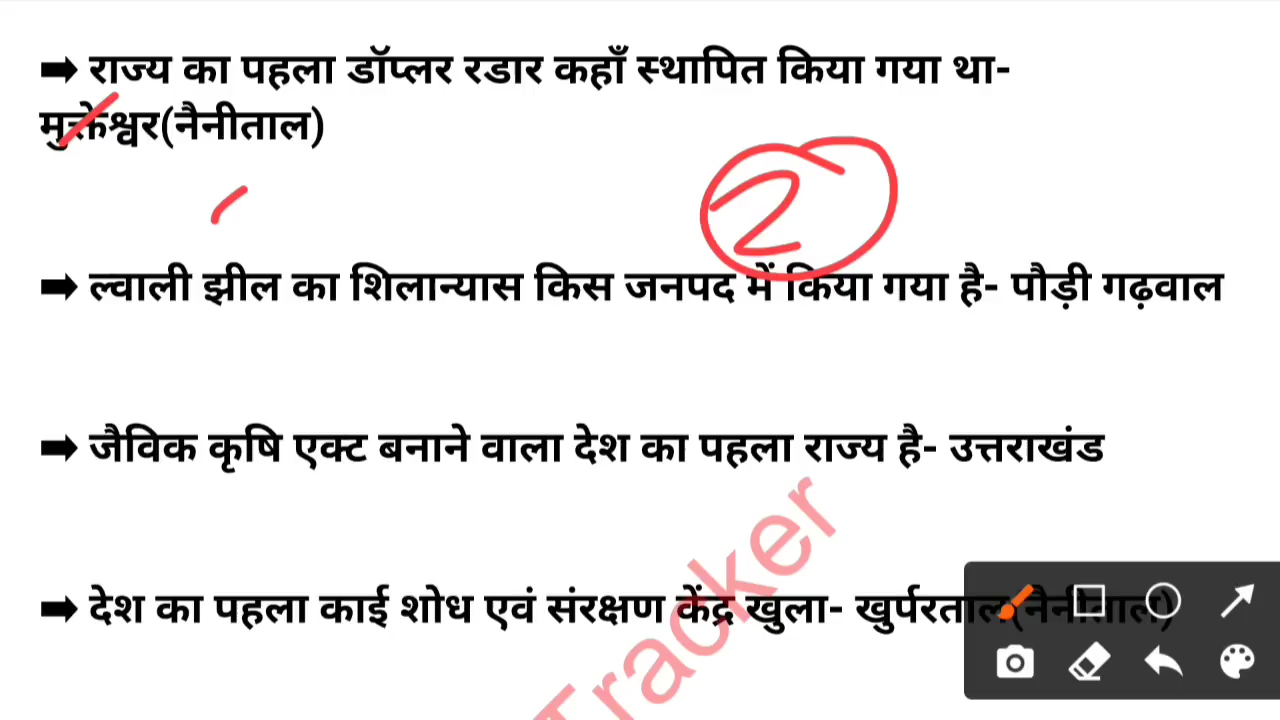 ➡ राज्य का पहला डॉप्लर रडार कहाँ स्थापित किया गया था-
मुक्तेश्वर(नैनीताल)
2
➡ ल्वाली झील का शिलान्यास किस जनपद में किया गया है- पौड़ी गढ़वाल
➡ जैविक कृषि एक्ट बनाने वाला देश का पहला राज्य है- उत्तराखंड
➡ देश का पहला काई शोध एवं संरक्षण केंद्र खुला- खुर्परताल(नैनीताल)
Tracker